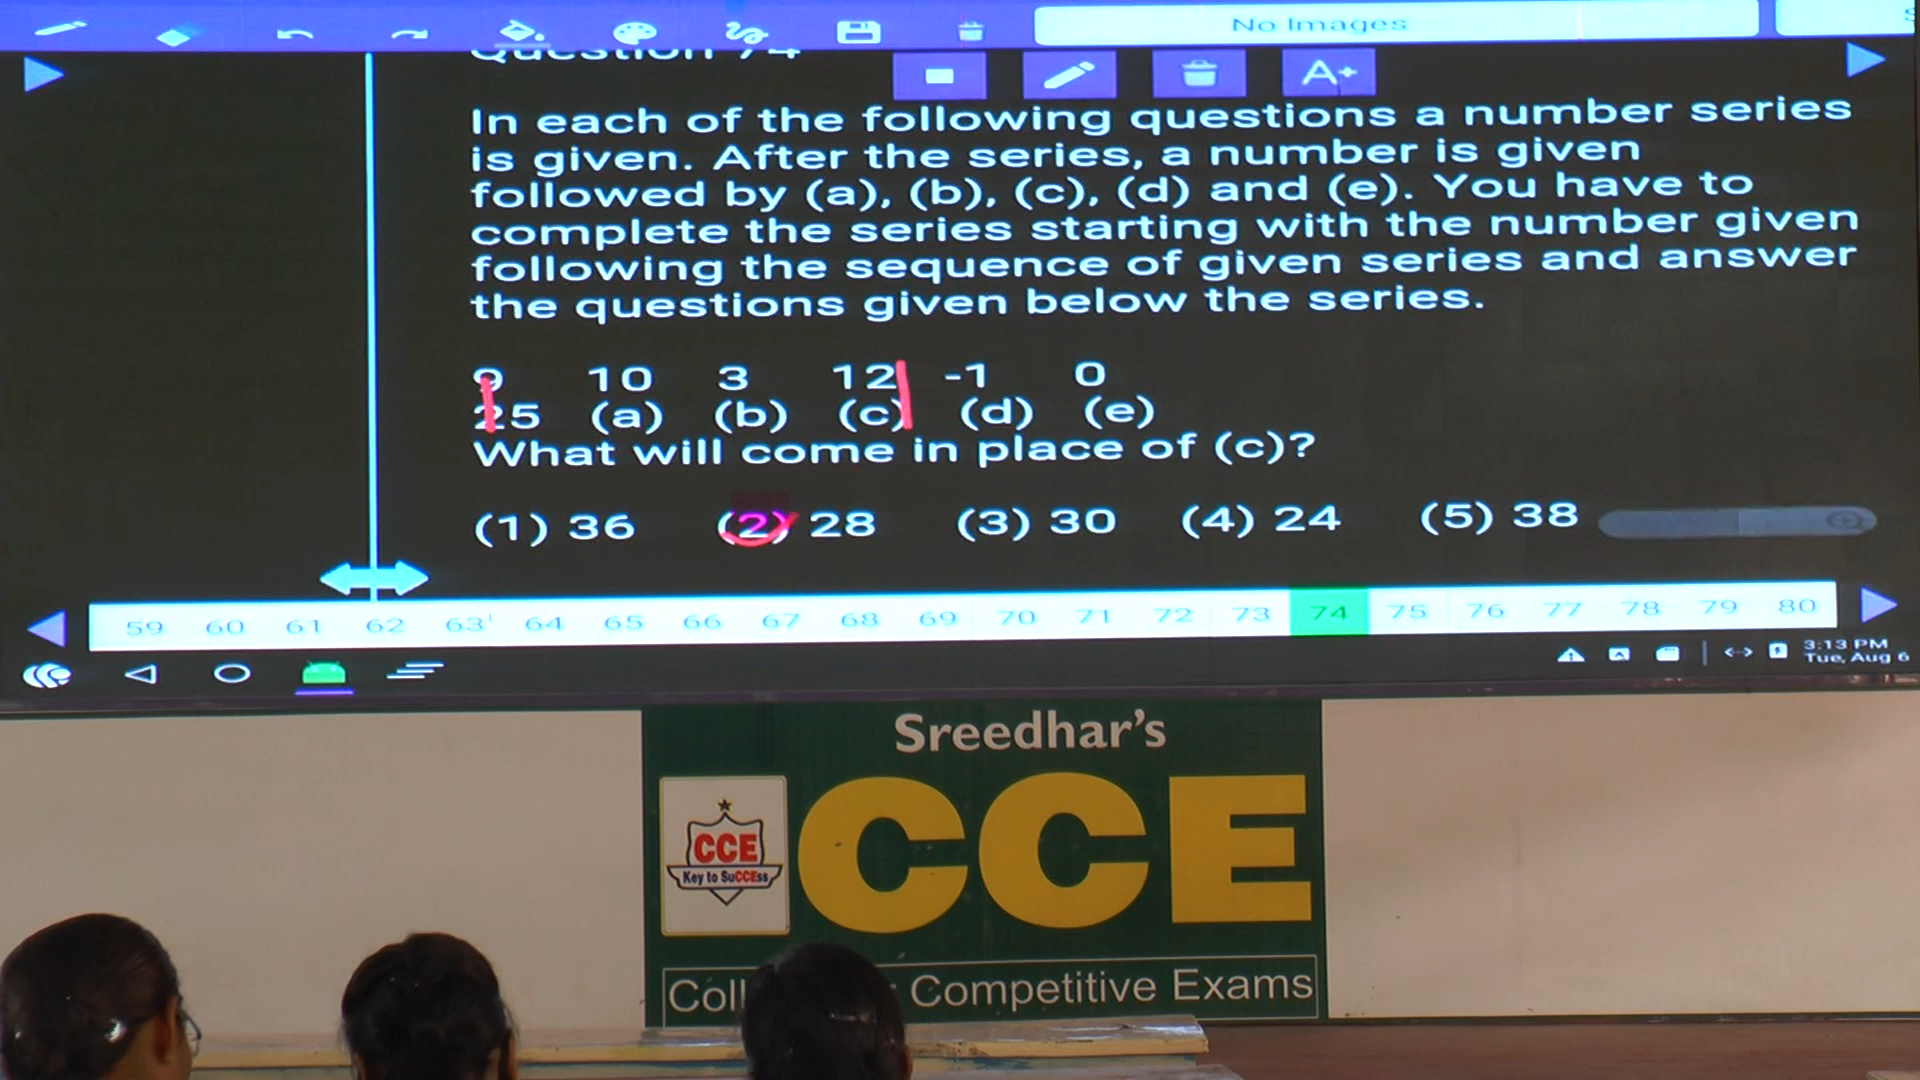 No Images
Question 74
A+
In each of the following questions a number series
is given. After the series, a number is given
followed by (a), (b), (c), (d) and (e). You have to
complete the series starting with the number given
following the sequence of given series and answer
the questions given below the series.
9 10 3 12 -1 0
25 (a) (b) (c) (d) (e)
What will come in place of (c)?
(1) 36 (2) 28 (3) 30 (4) 24 (5) 38
59 60 61 62 63 64 65 66 67 68 69 70 71 72 73 74 75 76 77 78 79 80
3:13 PM
Tue, Aug 6
Sreedhar's
CCE
CCE
Key to SuCCEss
Competitive Exams